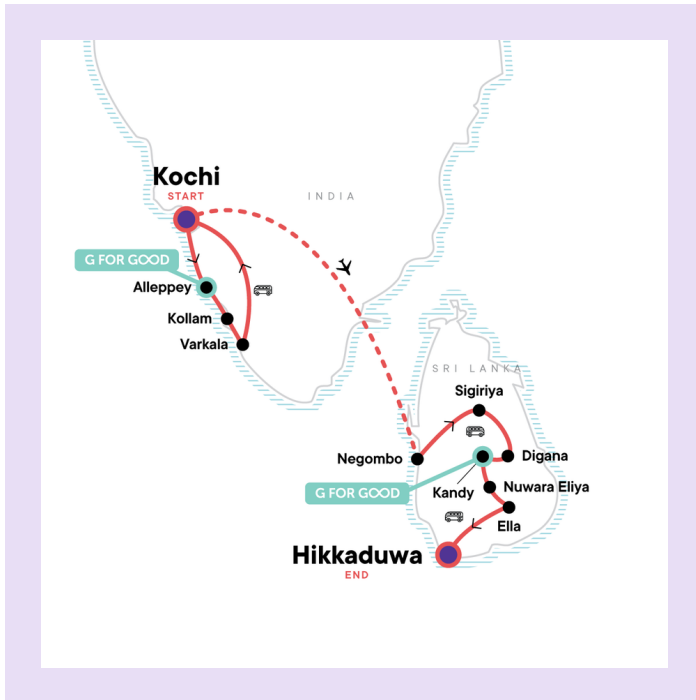 Kochi
START
INDIA
G FOR GOOD
Alleppey
Kollam
Varkala
SRI LANKA
Sigiriya
Negombo
Digana
G FOR GOOD
Kandy
Nuwara Eliya
Ella
Hikkaduwa
END